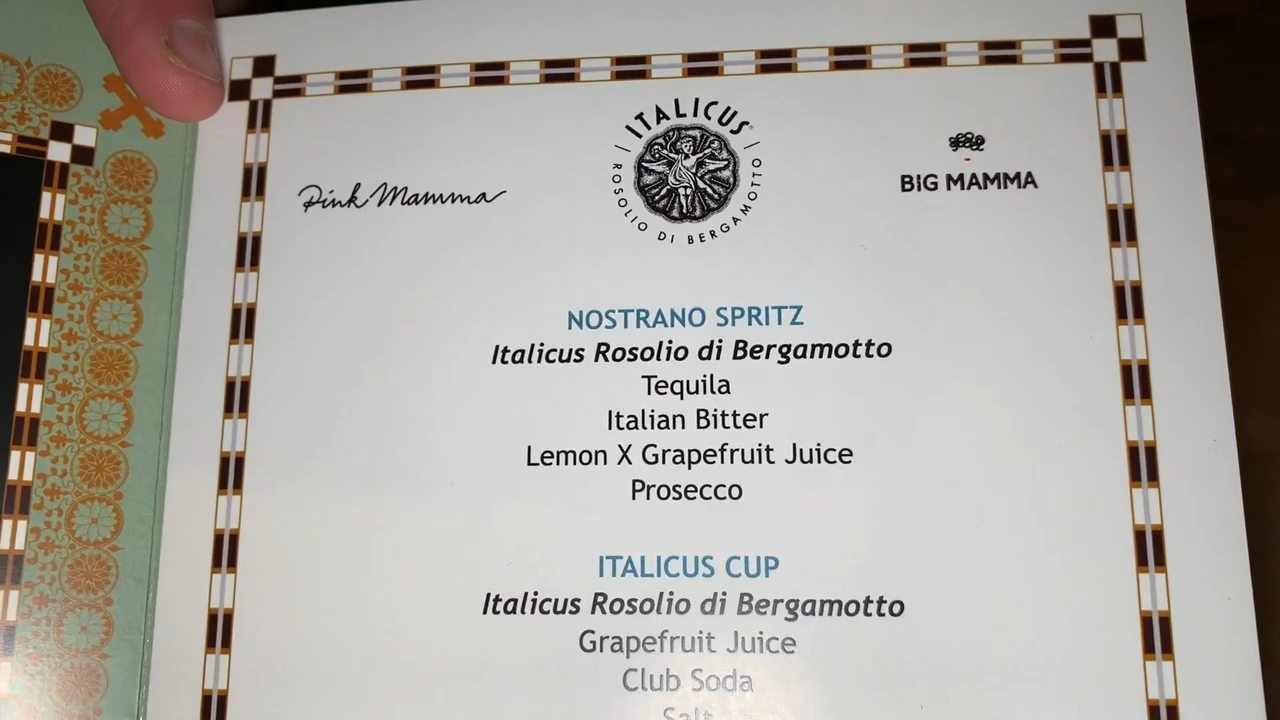 Pink Mamma
ITALICUS
ROSOLIO DI BERGAMOTTO
BIG MAMMA
NOSTRANO SPRITZ
Italicus Rosolio di Bergamotto
Tequila
Italian Bitter
Lemon X Grapefruit Juice
Prosecco
ITALICUS CUP
Italicus Rosolio di Bergamotto
Grapefruit Juice
Club Soda
Salt